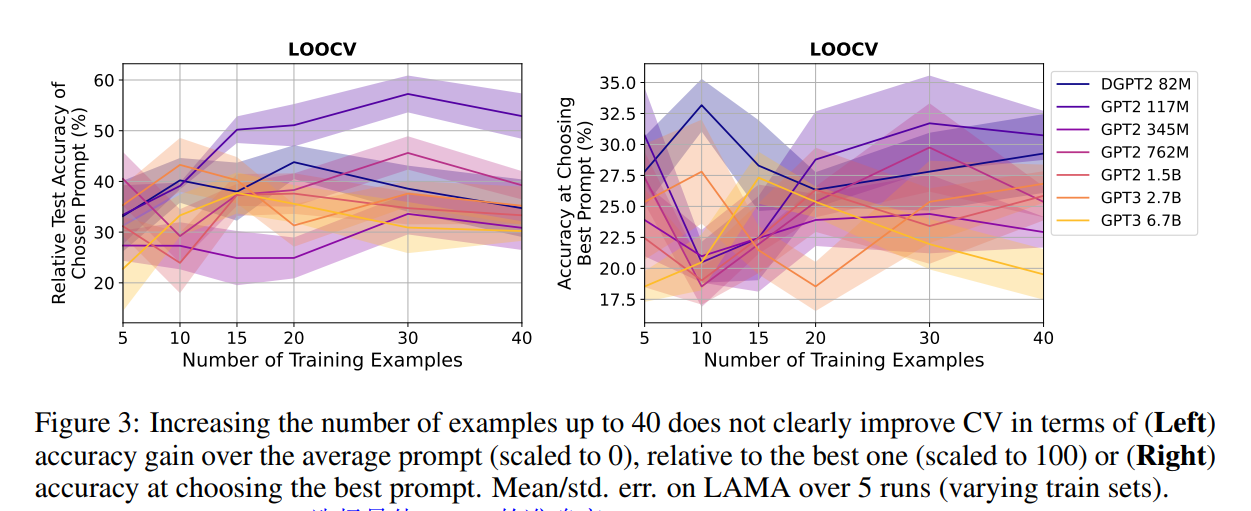 LOOCV
Relative Test Accuracy of
Chosen Prompt (%)
60
50
40
30
20
5 10 15 20 30 40
Number of Training Examples
LOOCV
Accuracy at Choosing
Best Prompt (%)
35.0
32.5
30.0
27.5
25.0
22.5
20.0
17.5
5 10 15 20 30 40
Number of Training Examples
DGPT2 82M
GPT2 117M
GPT2 345M
GPT2 762M
GPT2 1.5B
GPT3 2.7B
GPT3 6.7B
Figure 3: Increasing the number of examples up to 40 does not clearly improve CV in terms of (Left)
accuracy gain over the average prompt (scaled to 0), relative to the best one (scaled to 100) or (Right)
accuracy at choosing the best prompt. Mean/std. err. on LAMA over 5 runs (varying train sets).